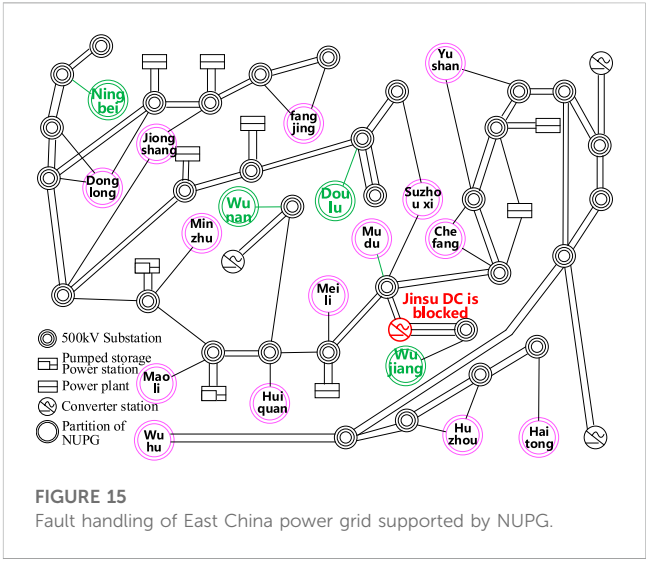 Yu
shan
Ning
bei
fang
jing
Jiong
shang
Dong
long
Wu
nan
Dou
lu
Suzho
u xi
Min
zhu
Mu
du
Che
fang
Mei
li
Jinsu DC is
blocked
500kV Substation
Pumped storage
Power station
Power plant
Converter station
Partition of
NUPG
Mao
li
Hui
quan
Wu
jiang
Wu
hu
Hu
zhou
Hai
tong
FIGURE 15
Fault handling of East China power grid supported by NUPG.